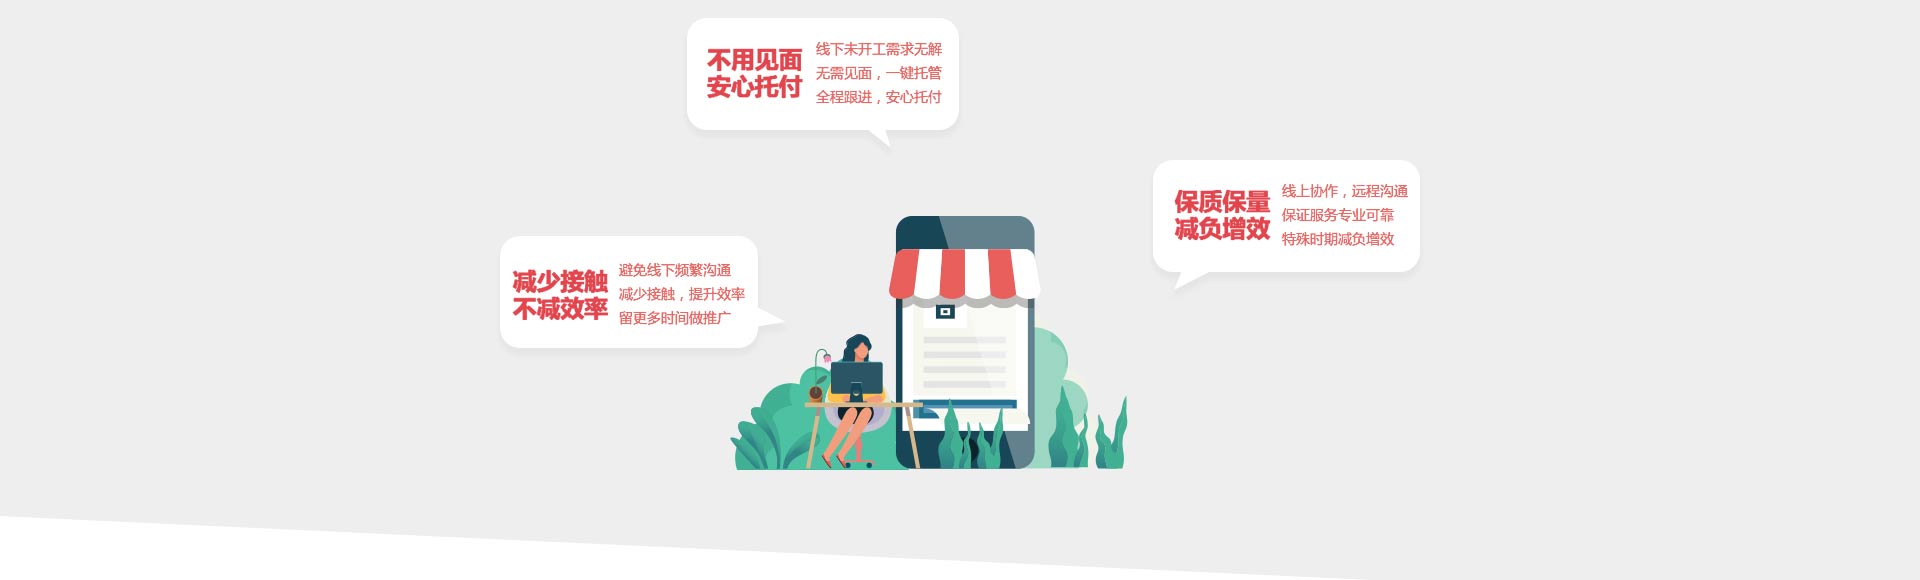 不用见面
安心托付
线下未开工需求无解
无需见面，一键托管
全程跟进，安心托付
保质保量
减负增效
线上协作，远程沟通
保证服务专业可靠
特殊时期减负增效
减少接触
不减效率
避免线下频繁沟通
减少接触，提升效率
留更多时间做推广